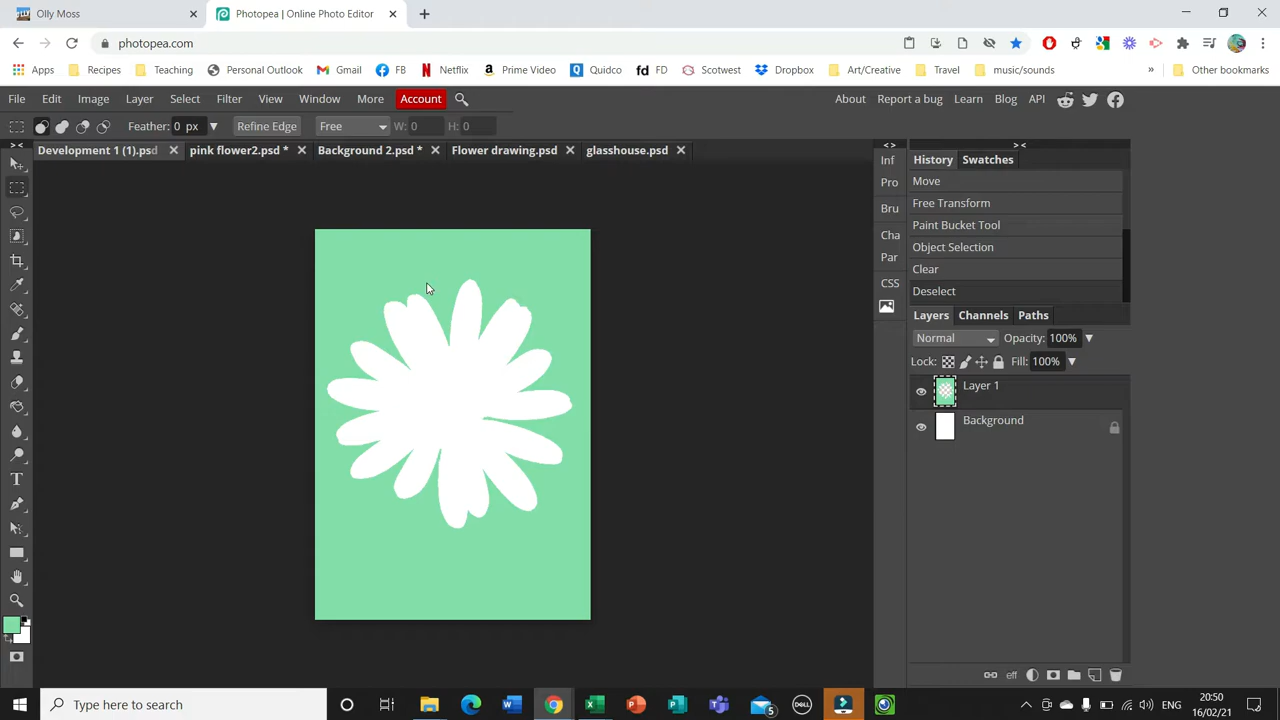 Olly Moss
Photopea | Online Photo Editor
photopea.com
Apps Recipes Teaching Personal Outlook Gmail FB Netflix Prime Video Quidco FD Scotwest Dropbox Art/Creative Travel music/sounds » Other bookmarks
File Edit Image Layer Select Filter View Window More Account About Report a bug Learn Blog API
Feather: 0 px Refine Edge Free W: 0 H: 0
Development 1 (1).psd pink flower2.psd * Background 2.psd * Flower drawing.psd glasshouse.psd
> <
< >
> <
Inf
Pro
Bru
Cha
Par
CSS
History Swatches
Move
Free Transform
Paint Bucket Tool
Object Selection
Clear
Deselect
Layers Channels Paths
Normal Opacity: 100%
Lock: Fill: 100%
Layer 1
Background
eff
Type here to search
5
DELL
ENG
20:50
16/02/21